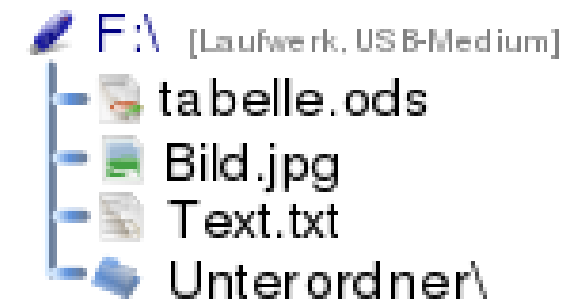 F:\ [Laufwerk, USB-Medium]
tabelle.ods
Bild.jpg
Text.txt
Unterordner\